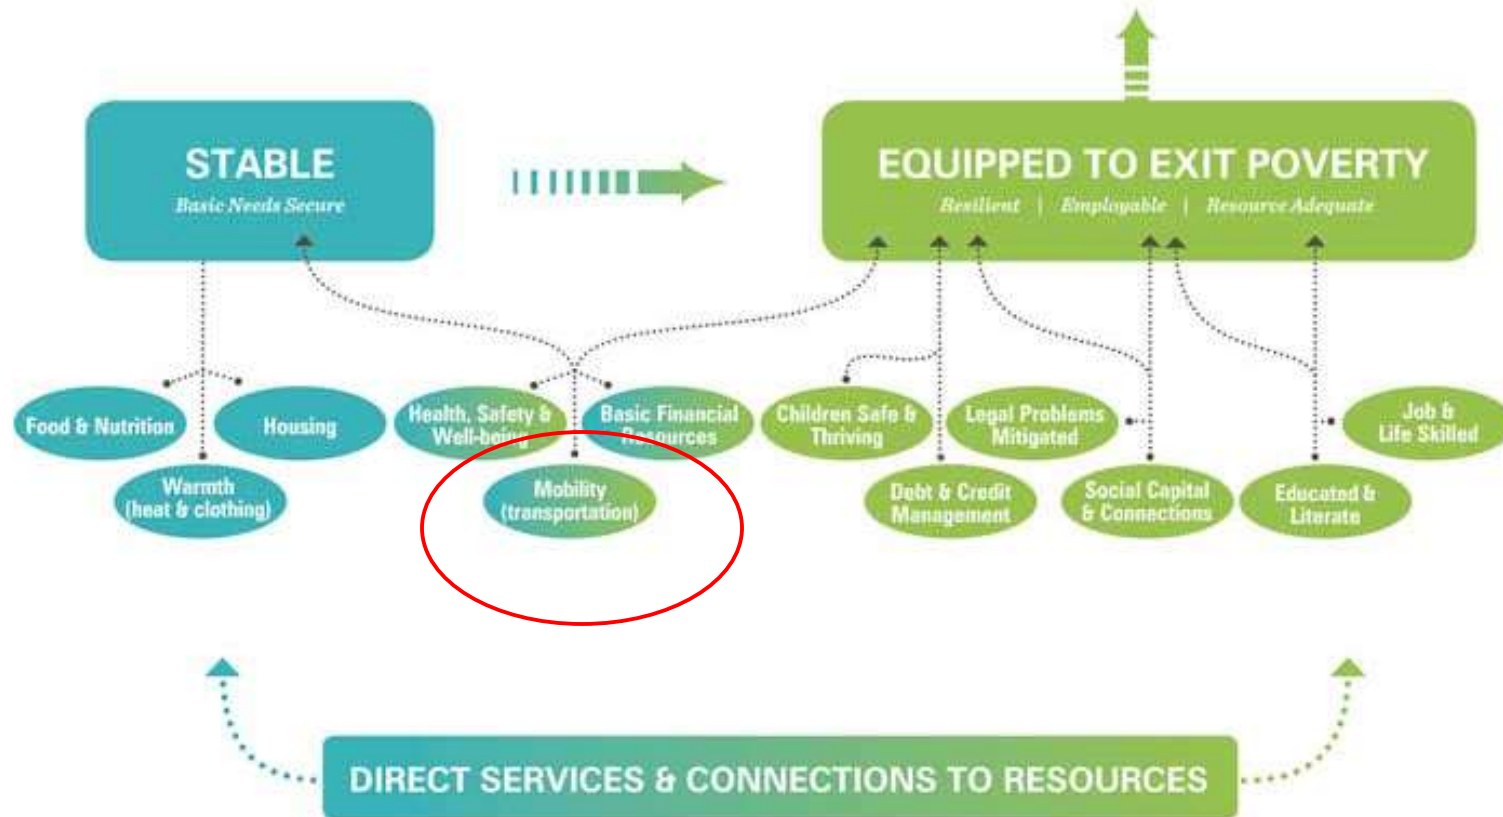 STABLE
Basic Needs Secure
EQUIPPED TO EXIT POVERTY
Resilient | Employable | Resource Adequate
Food & Nutrition
Housing
Warmth
(heat & clothing)
Health, Safety &
Well-being
Basic Financial
Resources
Mobility
(transportation)
Children Safe &
Thriving
Debt & Credit
Management
Legal Problems
Mitigated
Social Capital
& Connections
Educated &
Literate
Job &
Life Skilled
DIRECT SERVICES & CONNECTIONS TO RESOURCES